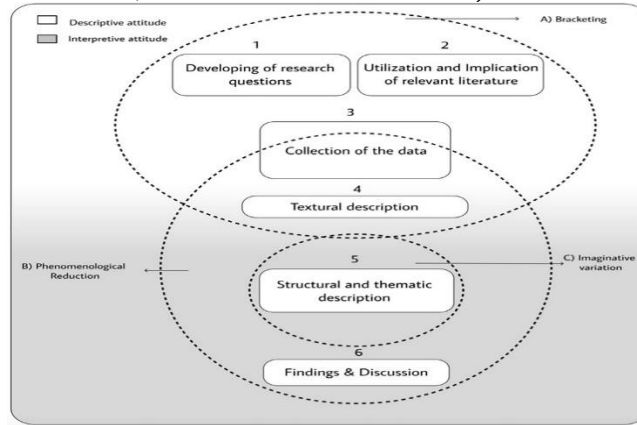 Descriptive attitude
Interpretive attitude
A) Bracketing
1
Developing of research
questions
2
Utilization and Implication
of relevant literature
3
Collection of the data
4
Textural description
B) Phenomenological
Reduction
C) Imaginative
variation
5
Structural and thematic
description
6
Findings & Discussion